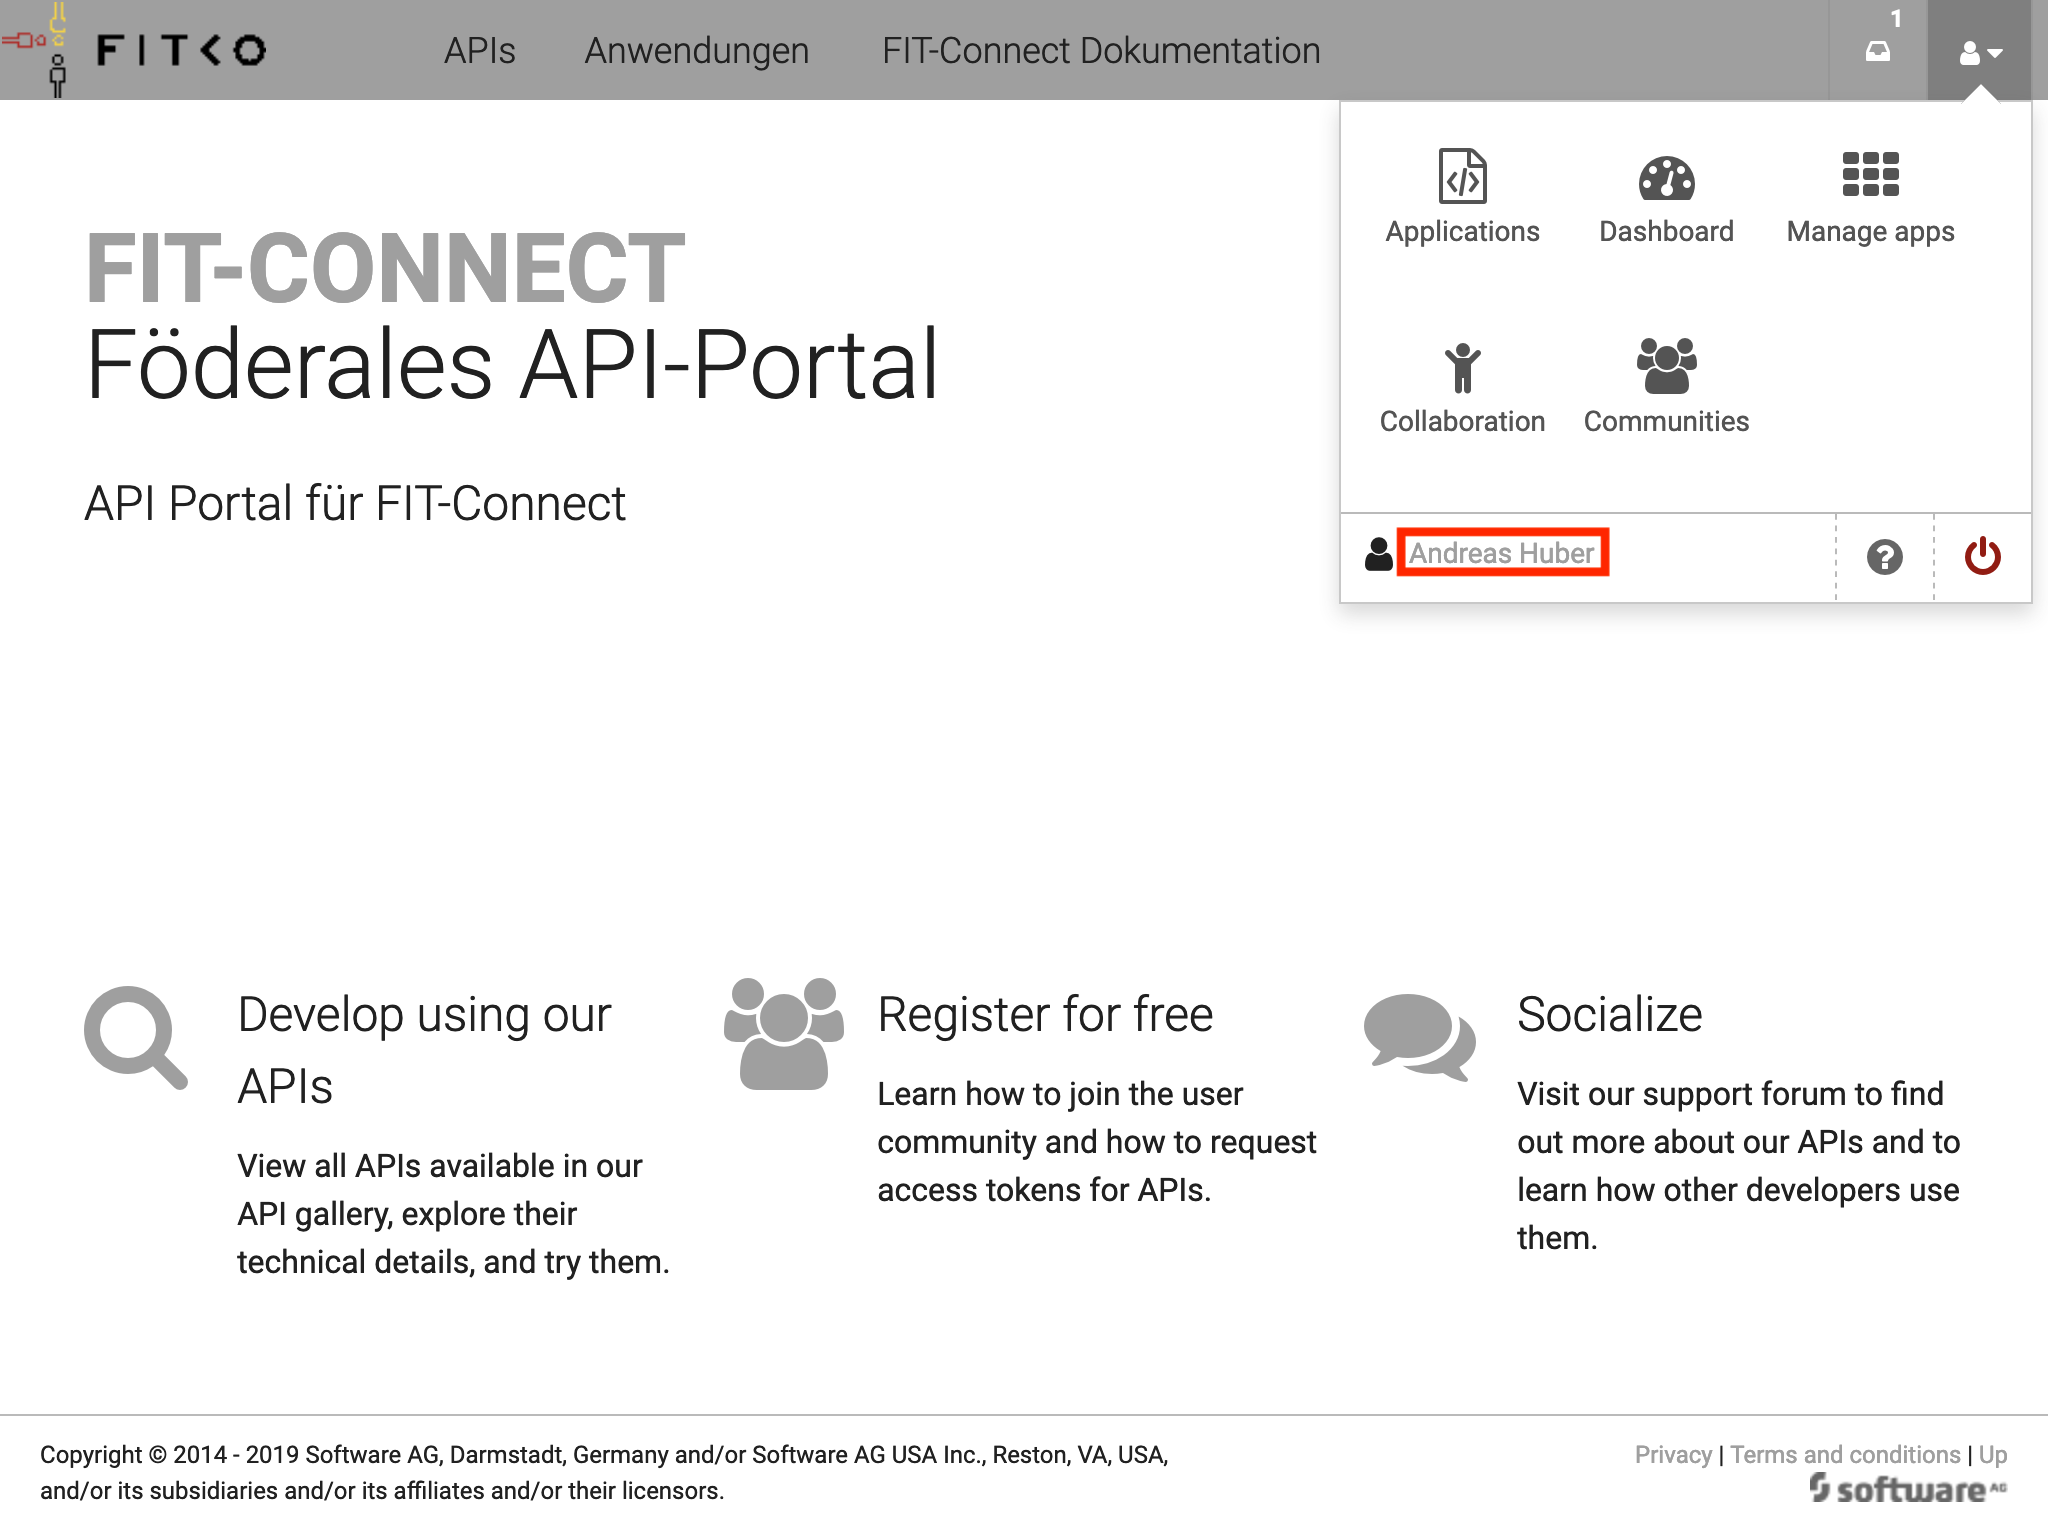 FITKO
APIs
Anwendungen
FIT-Connect Dokumentation
1
Applications
Dashboard
Manage apps
Collaboration
Communities
Andreas Huber
FIT-CONNECT
Föderales API-Portal
API Portal für FIT-Connect
Develop using our
APIs
View all APIs available in our
API gallery, explore their
technical details, and try them.
Register for free
Learn how to join the user
community and how to request
access tokens for APIs.
Socialize
Visit our support forum to find
out more about our APIs and to
learn how other developers use
them.
Copyright © 2014 - 2019 Software AG, Darmstadt, Germany and/or Software AG USA Inc., Reston, VA, USA,
and/or its subsidiaries and/or its affiliates and/or their licensors.
Privacy | Terms and conditions | Up
software AG